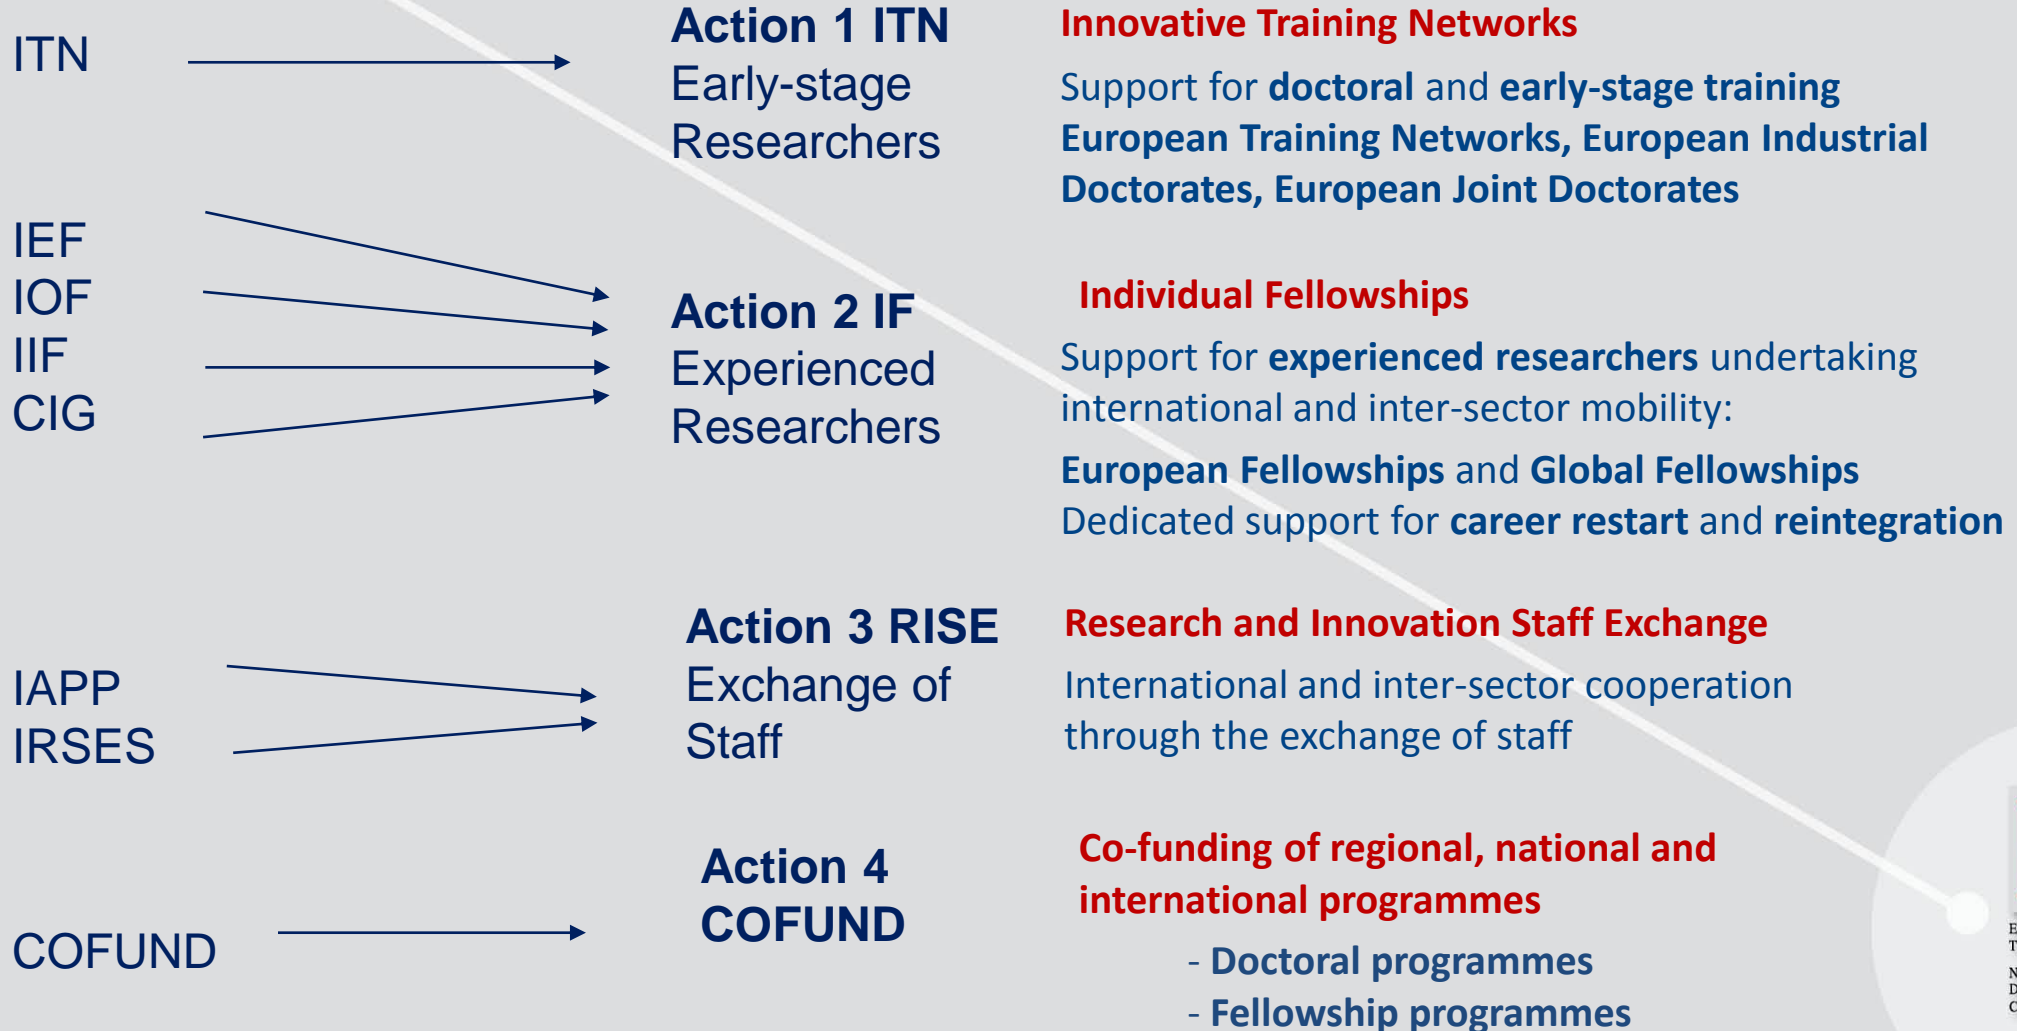 ITN
IEF
IOF
IIF
CIG
IAPP
IRSES
COFUND
Action 1 ITN
Early-stage
Researchers
Action 2 IF
Experienced
Researchers
Action 3 RISE
Exchange of
Staff
Action 4
COFUND
Innovative Training Networks
Support for doctoral and early-stage training
European Training Networks, European Industrial
Doctorates, European Joint Doctorates
Individual Fellowships
Support for experienced researchers undertaking
international and inter-sector mobility:
European Fellowships and Global Fellowships
Dedicated support for career restart and reintegration
Research and Innovation Staff Exchange
International and inter-sector cooperation
through the exchange of staff
Co-funding of regional, national and
international programmes
- Doctoral programmes
- Fellowship programmes